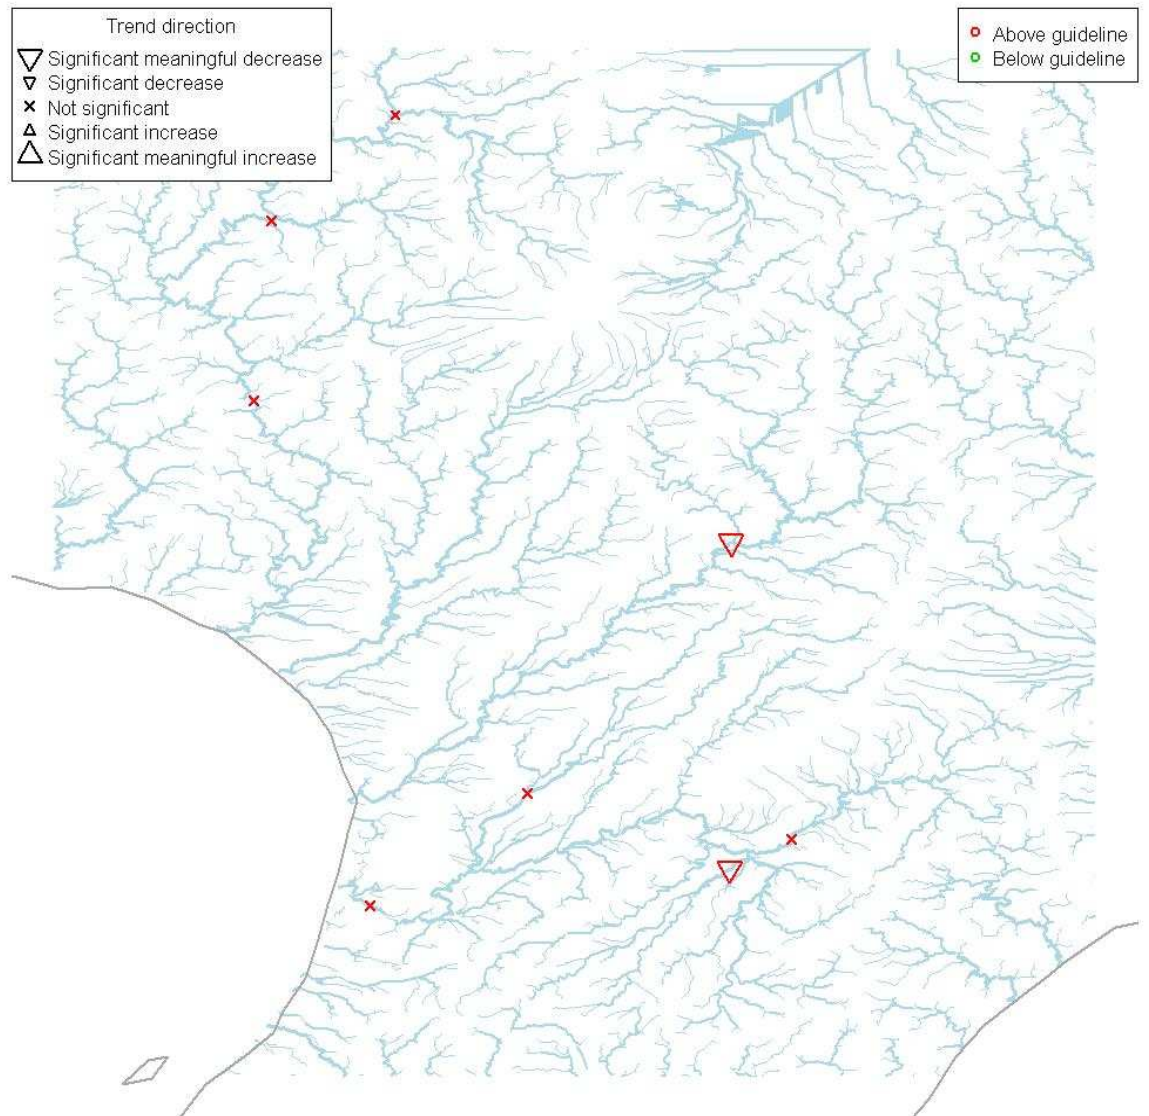 Trend direction
Significant meaningful decrease
Significant decrease
Not significant
Significant increase
Significant meaningful increase
Above guideline
Below guideline